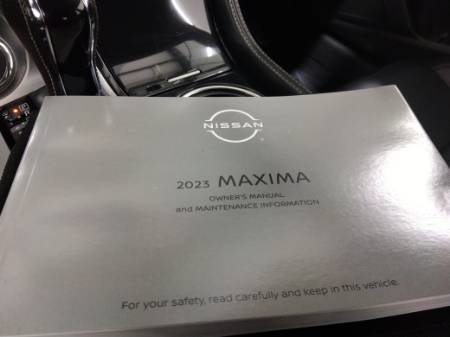 NISSAN
2023 MAXIMA
OWNER'S MANUAL
and MAINTENANCE INFORMATION
For your safety, read carefully and keep in this vehicle.